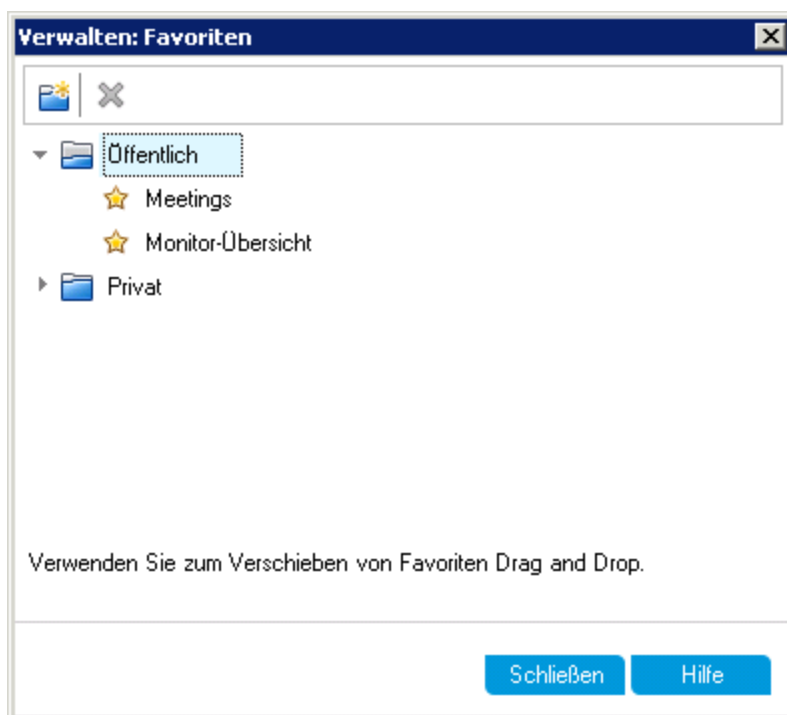 Verwalten: Favoriten
Öffentlich
Meetings
Monitor-Übersicht
Privat
Verwenden Sie zum Verschieben von Favoriten Drag and Drop.
Schließen Hilfe